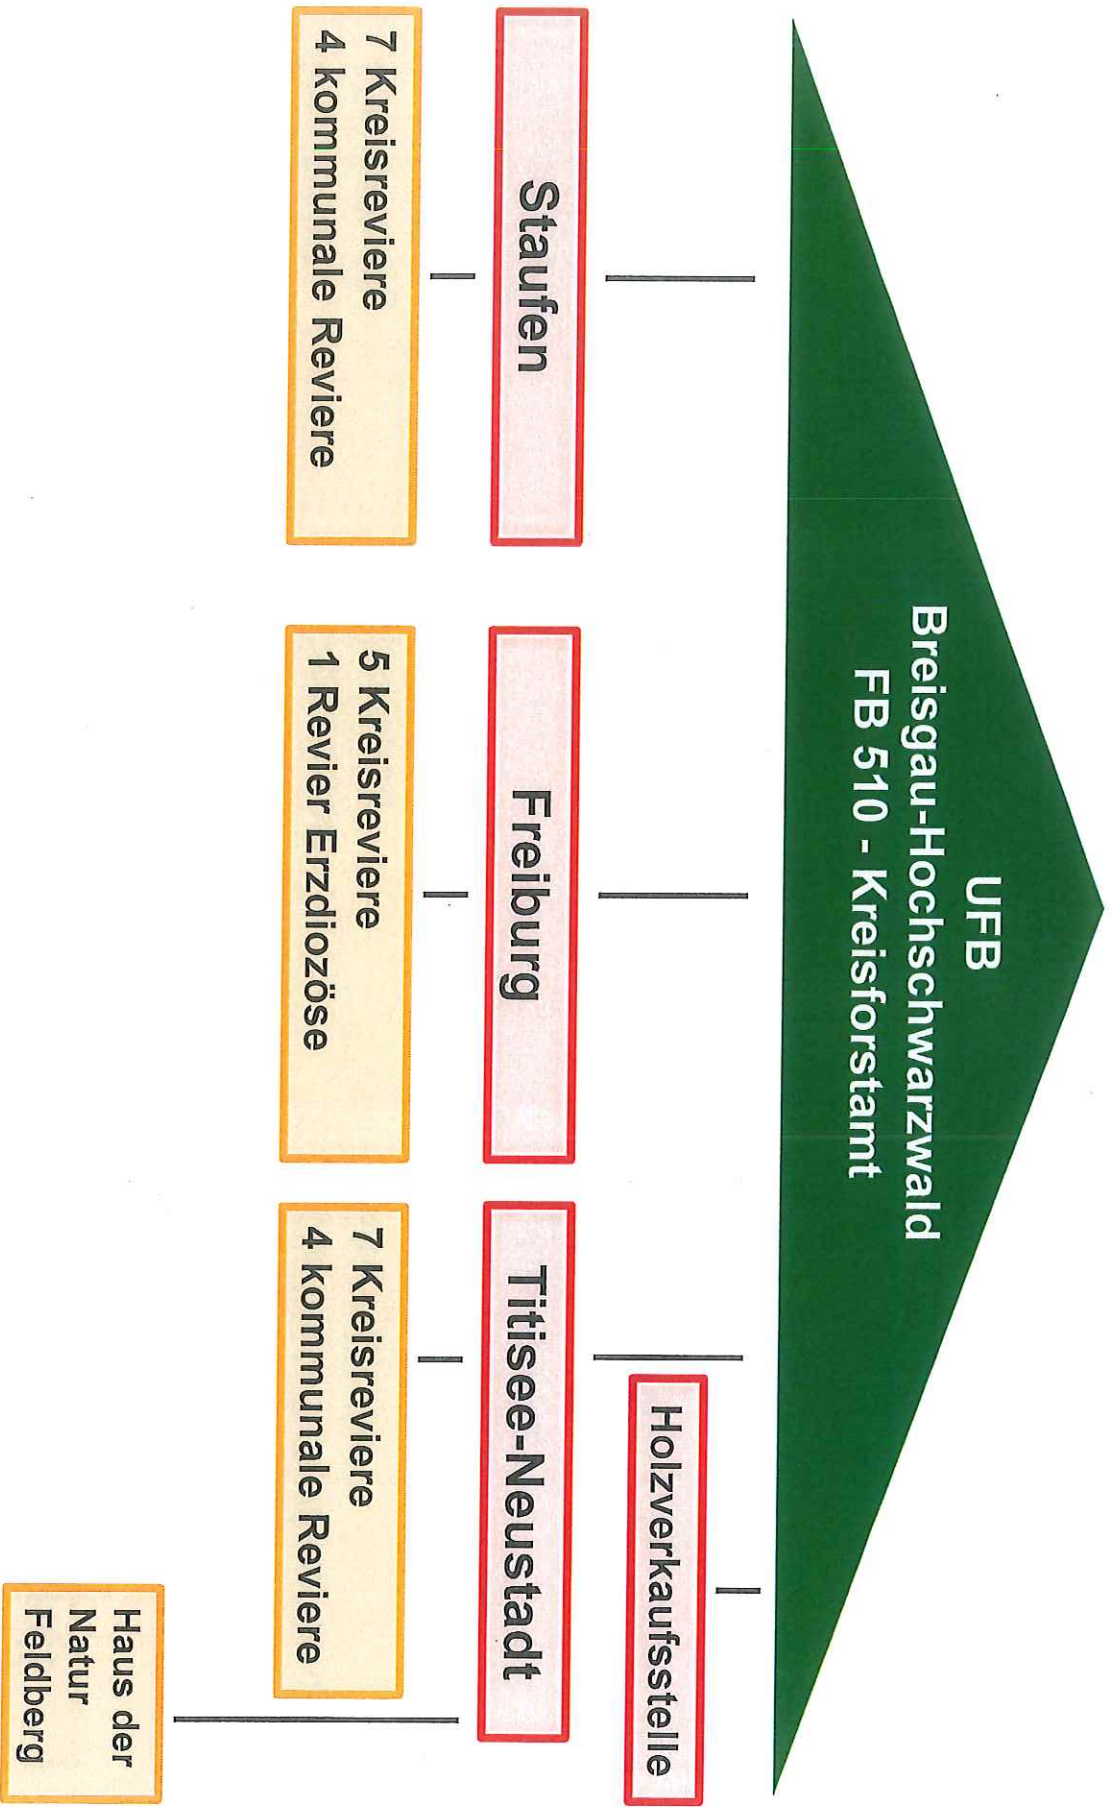 UFB
Breisgau-Hochschwarzwald
FB 510 - Kreisforstamt
Holzverkaufsstelle
Staufen
Freiburg
Titisee-Neustadt
7 Kreisreviere
4 kommunale Reviere
5 Kreisreviere
1 Revier Erzdiozöse
7 Kreisreviere
4 kommunale Reviere
Haus der
Natur
Feldberg